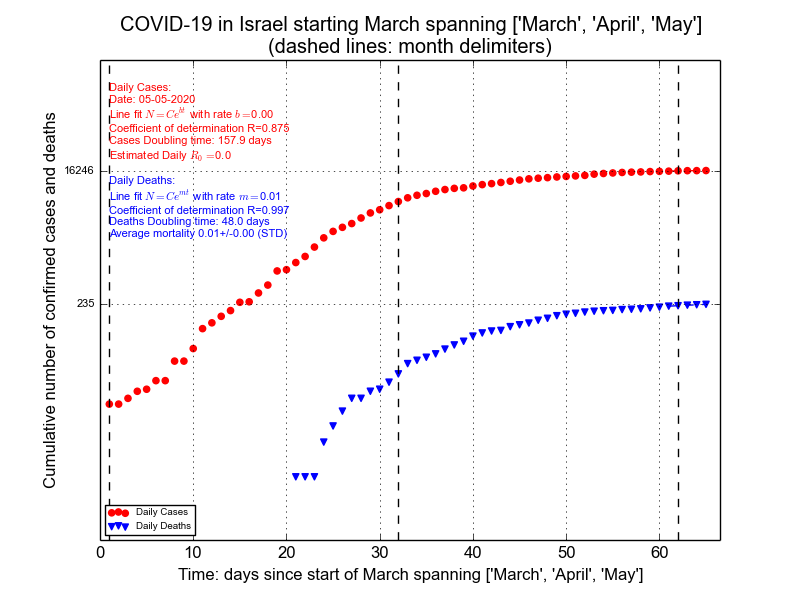 COVID-19 in Israel starting March spanning ['March', 'April', 'May']
(dashed lines: month delimiters)
Daily Cases:
Date: 05-05-2020
Line fit N = Ce^{bt} with rate b = 0.00
Coefficient of determination R=0.875
Cases Doubling time: 157.9 days
Estimated Daily R_0 = 0.0
Daily Deaths:
Line fit N = Ce^{mt} with rate m = 0.01
Coefficient of determination R=0.997
Deaths Doubling time: 48.0 days
Average mortality 0.01+/-0.00 (STD)
16246
235
Cumulative number of confirmed cases and deaths
Daily Cases
Daily Deaths
0 10 20 30 40 50 60
Time: days since start of March spanning ['March', 'April', 'May']